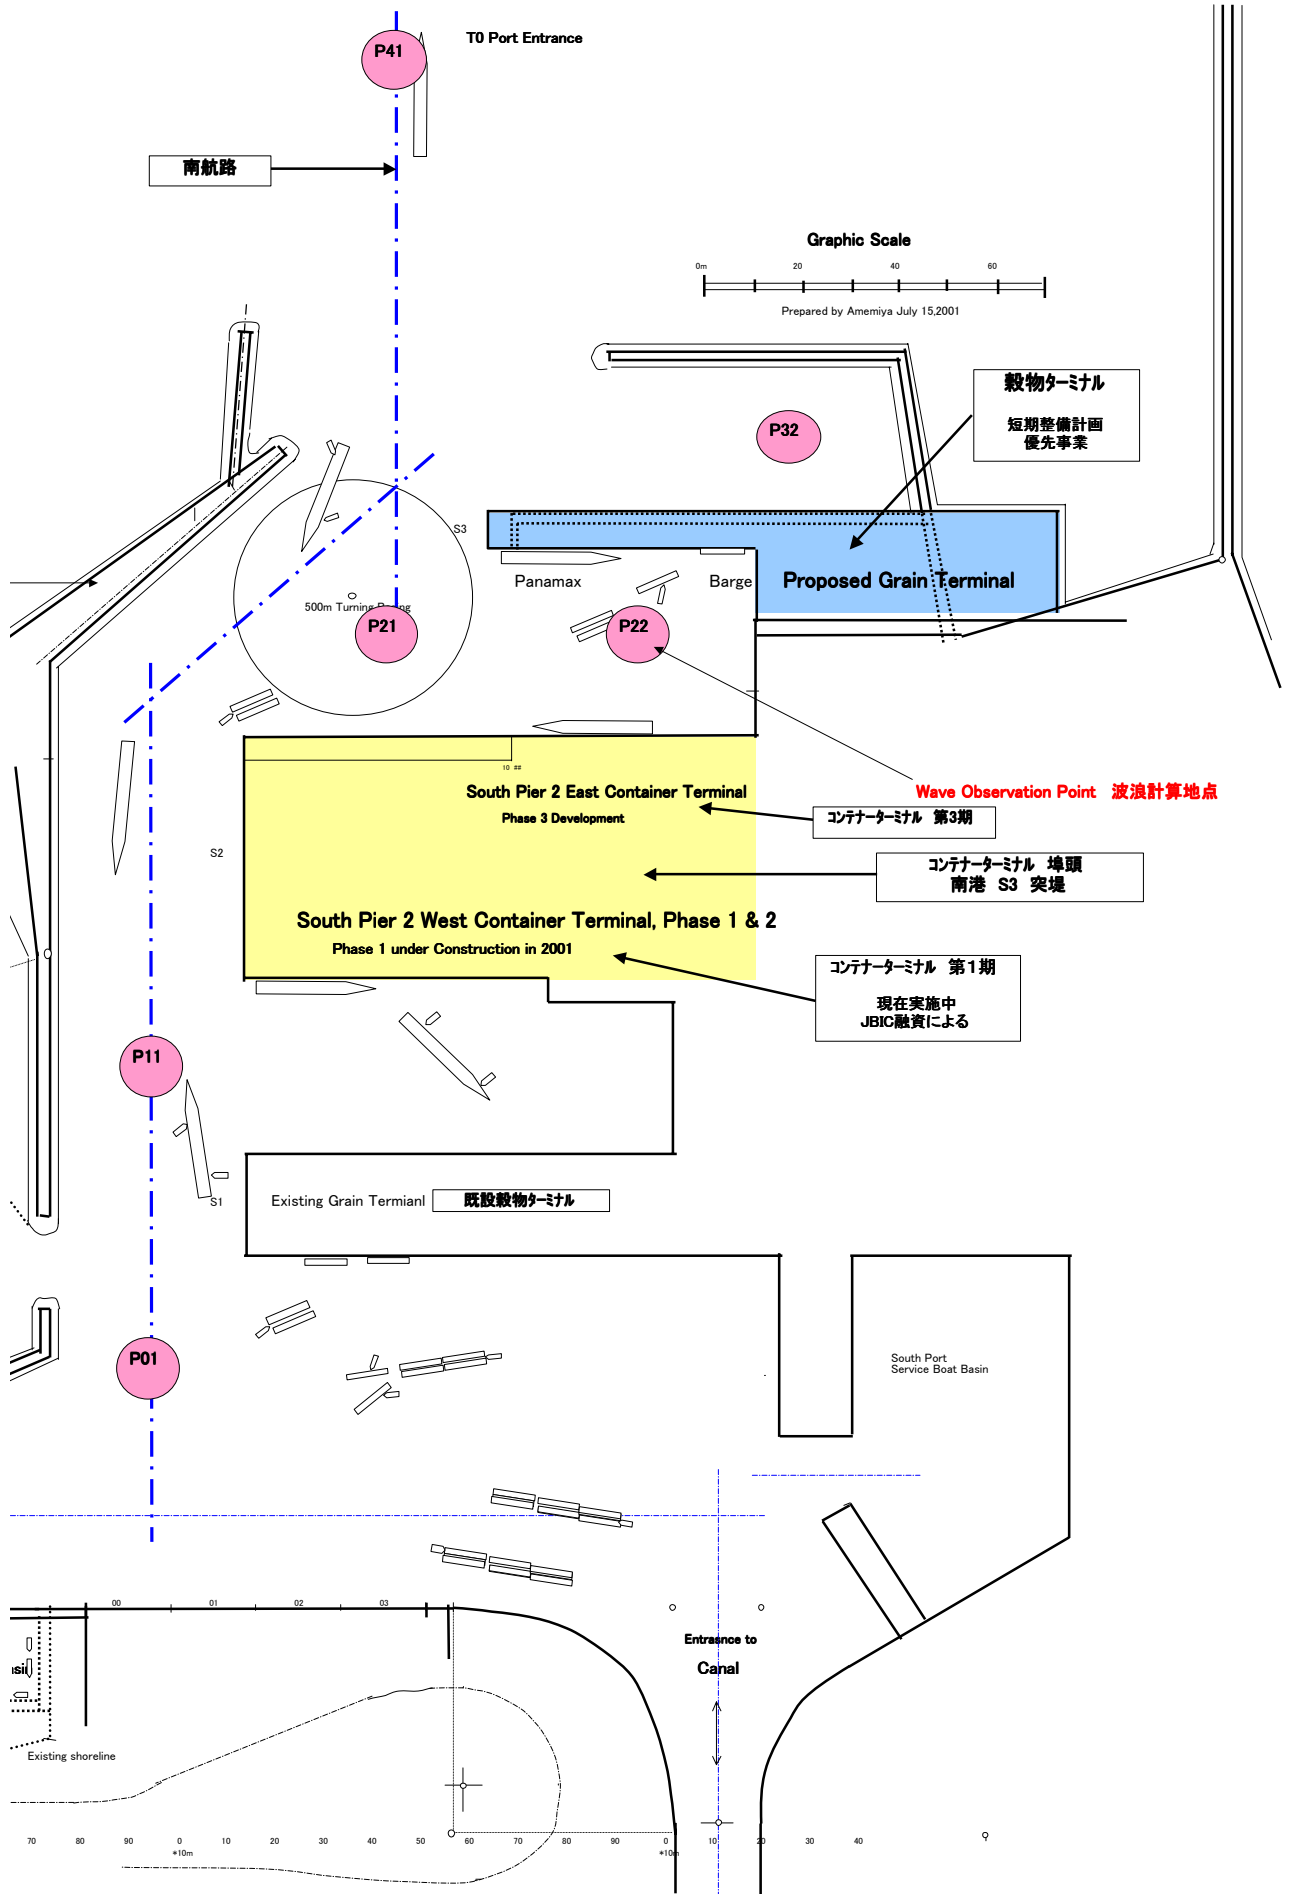 P41
TO Port Entrance
南航路
Graphic Scale
0m 20 40 60
Prepared by Amemiya July 15,2001
穀物ターミナル
短期整備計画
優先事業
P32
S3
Panamax
Barge
Proposed Grain Terminal
500m Turning
P21
P22
10 ##
South Pier 2 East Container Terminal
Phase 3 Development
Wave Observation Point 波浪計算地点
コンテナーターミナル 第3期
S2
コンテナーターミナル 埠頭
南港 S3 突堤
South Pier 2 West Container Terminal, Phase 1 & 2
Phase 1 under Construction in 2001
コンテナーターミナル 第1期
現在実施中
JBIC融資による
P11
S1
Existing Grain Termianl
既設穀物ターミナル
P01
South Port
Service Boat Basin
00 01 02 03
Entrasnce to
Canal
sin
Existing shoreline
70 80 90 0 10 20 30 40 50 60 70 80 90 0 10 20 30 40
*10m *10m